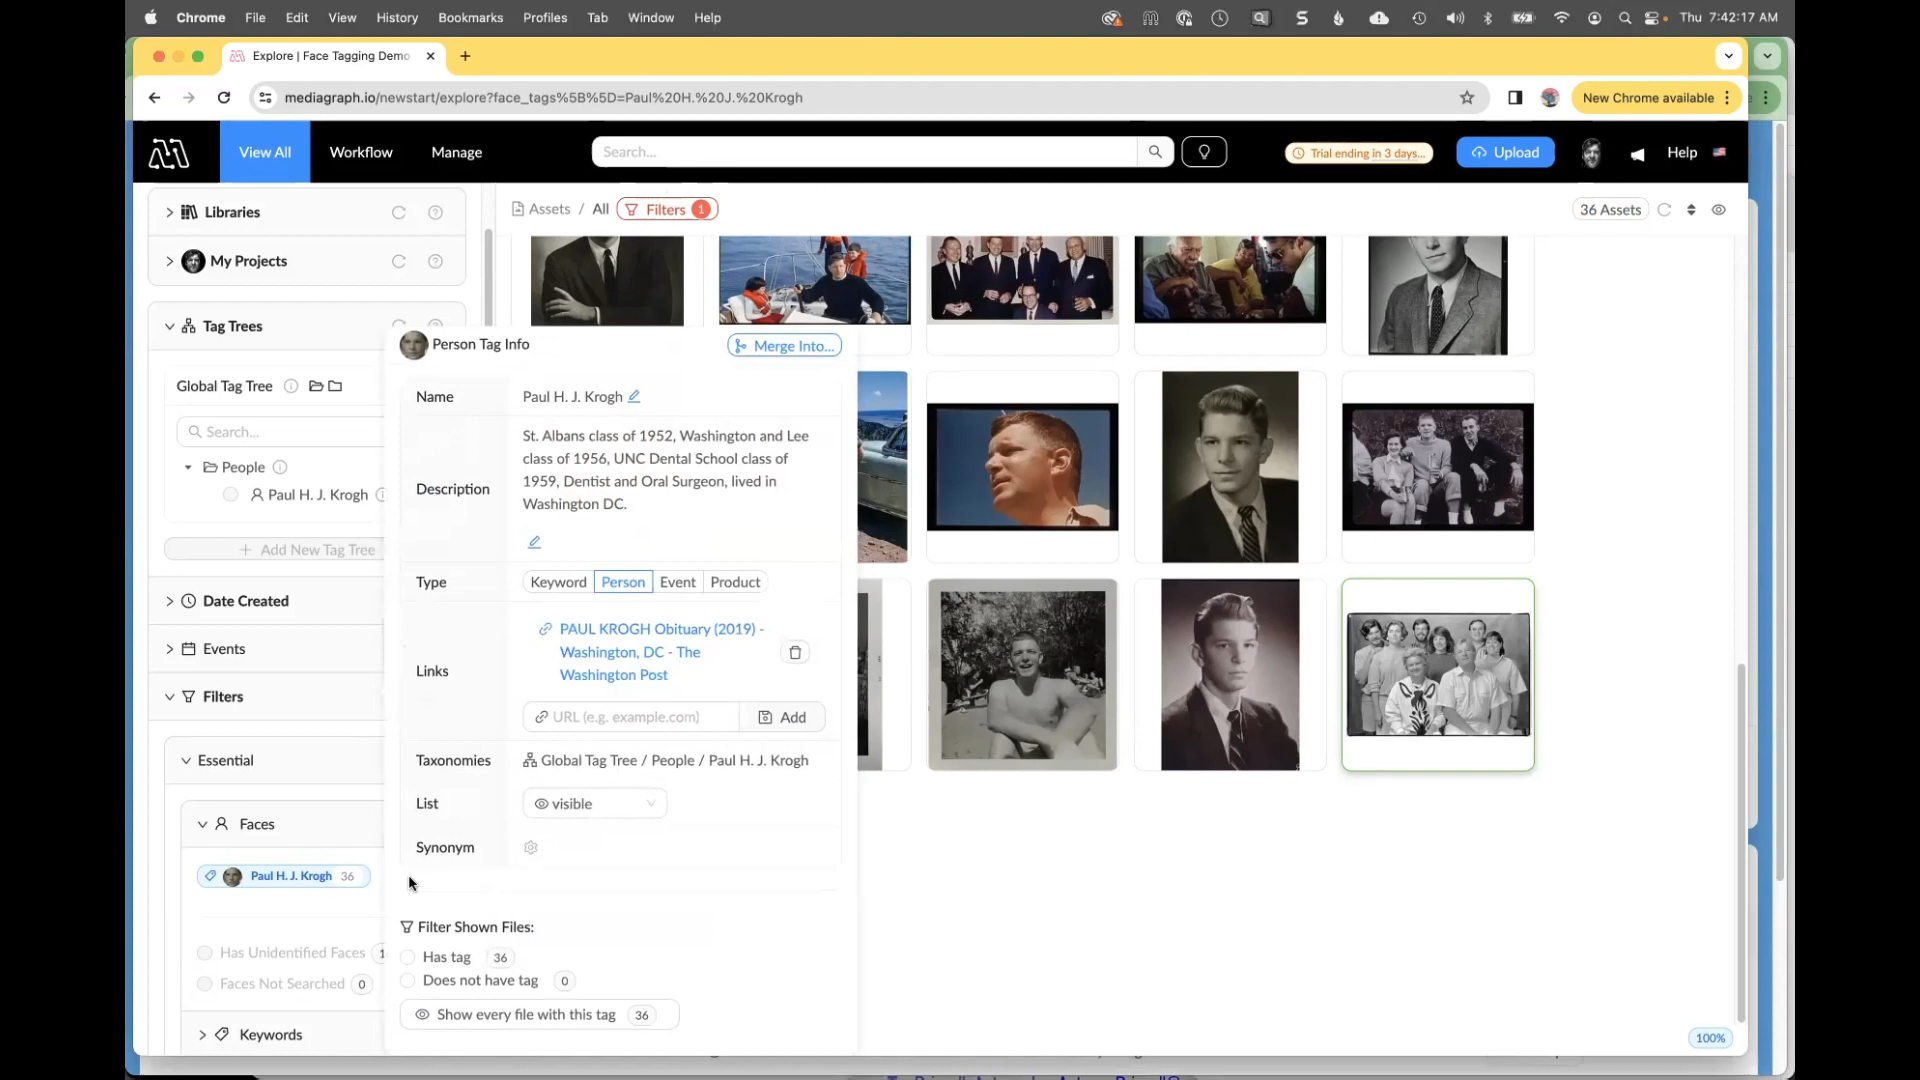 Chrome File Edit View History Bookmarks Profiles Tab Window Help Thu 7:42:17 AM
Explore | Face Tagging Demo
mediagraph.io/newstart/explore?face_tags%5B%5D=Paul%20H.%20J.%20Krogh New Chrome available
View All Workflow Manage Search... Trial ending in 3 days... Upload Help
Libraries
Assets / All Filters 1 36 Assets
My Projects
Tag Trees
Global Tag Tree
Search...
People
Paul H. J. Krogh
Add New Tag Tree
Date Created
Events
Filters
Essential
Faces
Paul H. J. Krogh 36
Has Unidentified Faces
Faces Not Searched 0
Keywords
Person Tag Info Merge Into...
Name Paul H. J. Krogh
Description
St. Albans class of 1952, Washington and Lee
class of 1956, UNC Dental School class of
1959, Dentist and Oral Surgeon, lived in
Washington DC.
Type Keyword Person Event Product
Links
PAUL KROGH Obituary (2019) -
Washington, DC - The
Washington Post
URL (e.g. example.com) Add
Taxonomies Global Tag Tree / People / Paul H. J. Krogh
List visible
Synonym
Filter Shown Files:
Has tag 36
Does not have tag 0
Show every file with this tag 36
100%